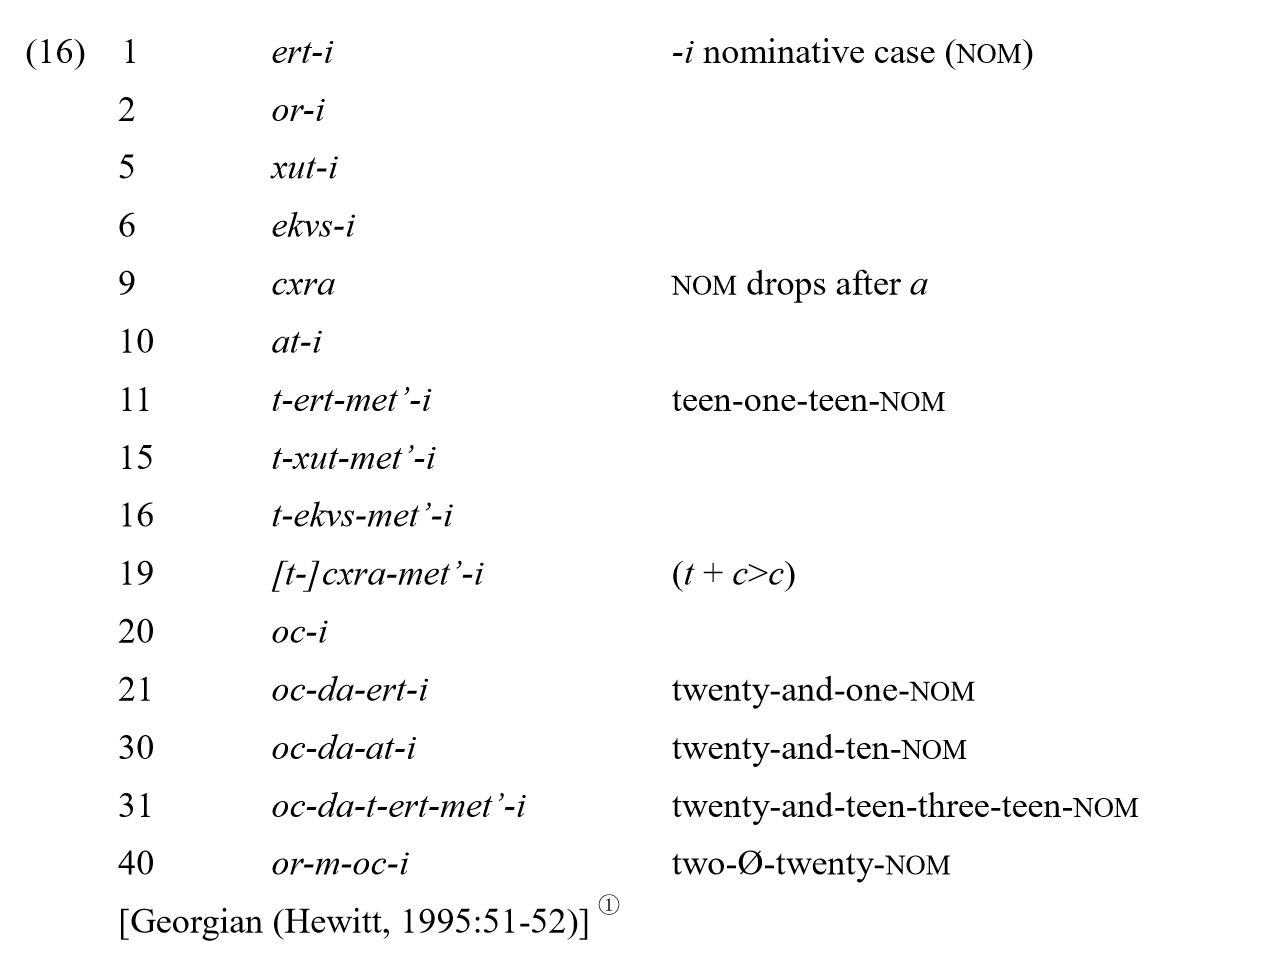 (16) 1 ert-i -i nominative case (NOM)
2 or-i
5 xut-i
6 ekvs-i
9 cxra NOM drops after a
10 at-i
11 t-ert-met’-i teen-one-teen-NOM
15 t-xut-met’-i
16 t-ekvs-met’-i
19 [t-]cxra-met’-i (t + c>c)
20 oc-i
21 oc-da-ert-i twenty-and-one-NOM
30 oc-da-at-i twenty-and-ten-NOM
31 oc-da-t-ert-met’-i twenty-and-teen-three-teen-NOM
40 or-m-oc-i two-Ø-twenty-NOM
[Georgian (Hewitt, 1995:51-52)] ①